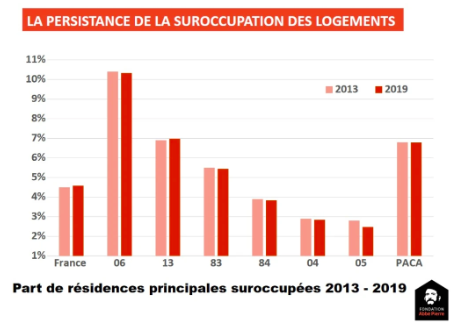 LA PERSISTANCE DE LA SUROCCUPATION DES LOGEMENTS
11%
10%
9%
8%
7%
6%
5%
4%
3%
2%
1%
2013 2019
France 06 13 83 84 04 05 PACA
Part de résidences principales suroccupées 2013 - 2019
FONDATION
Abbé Pierre